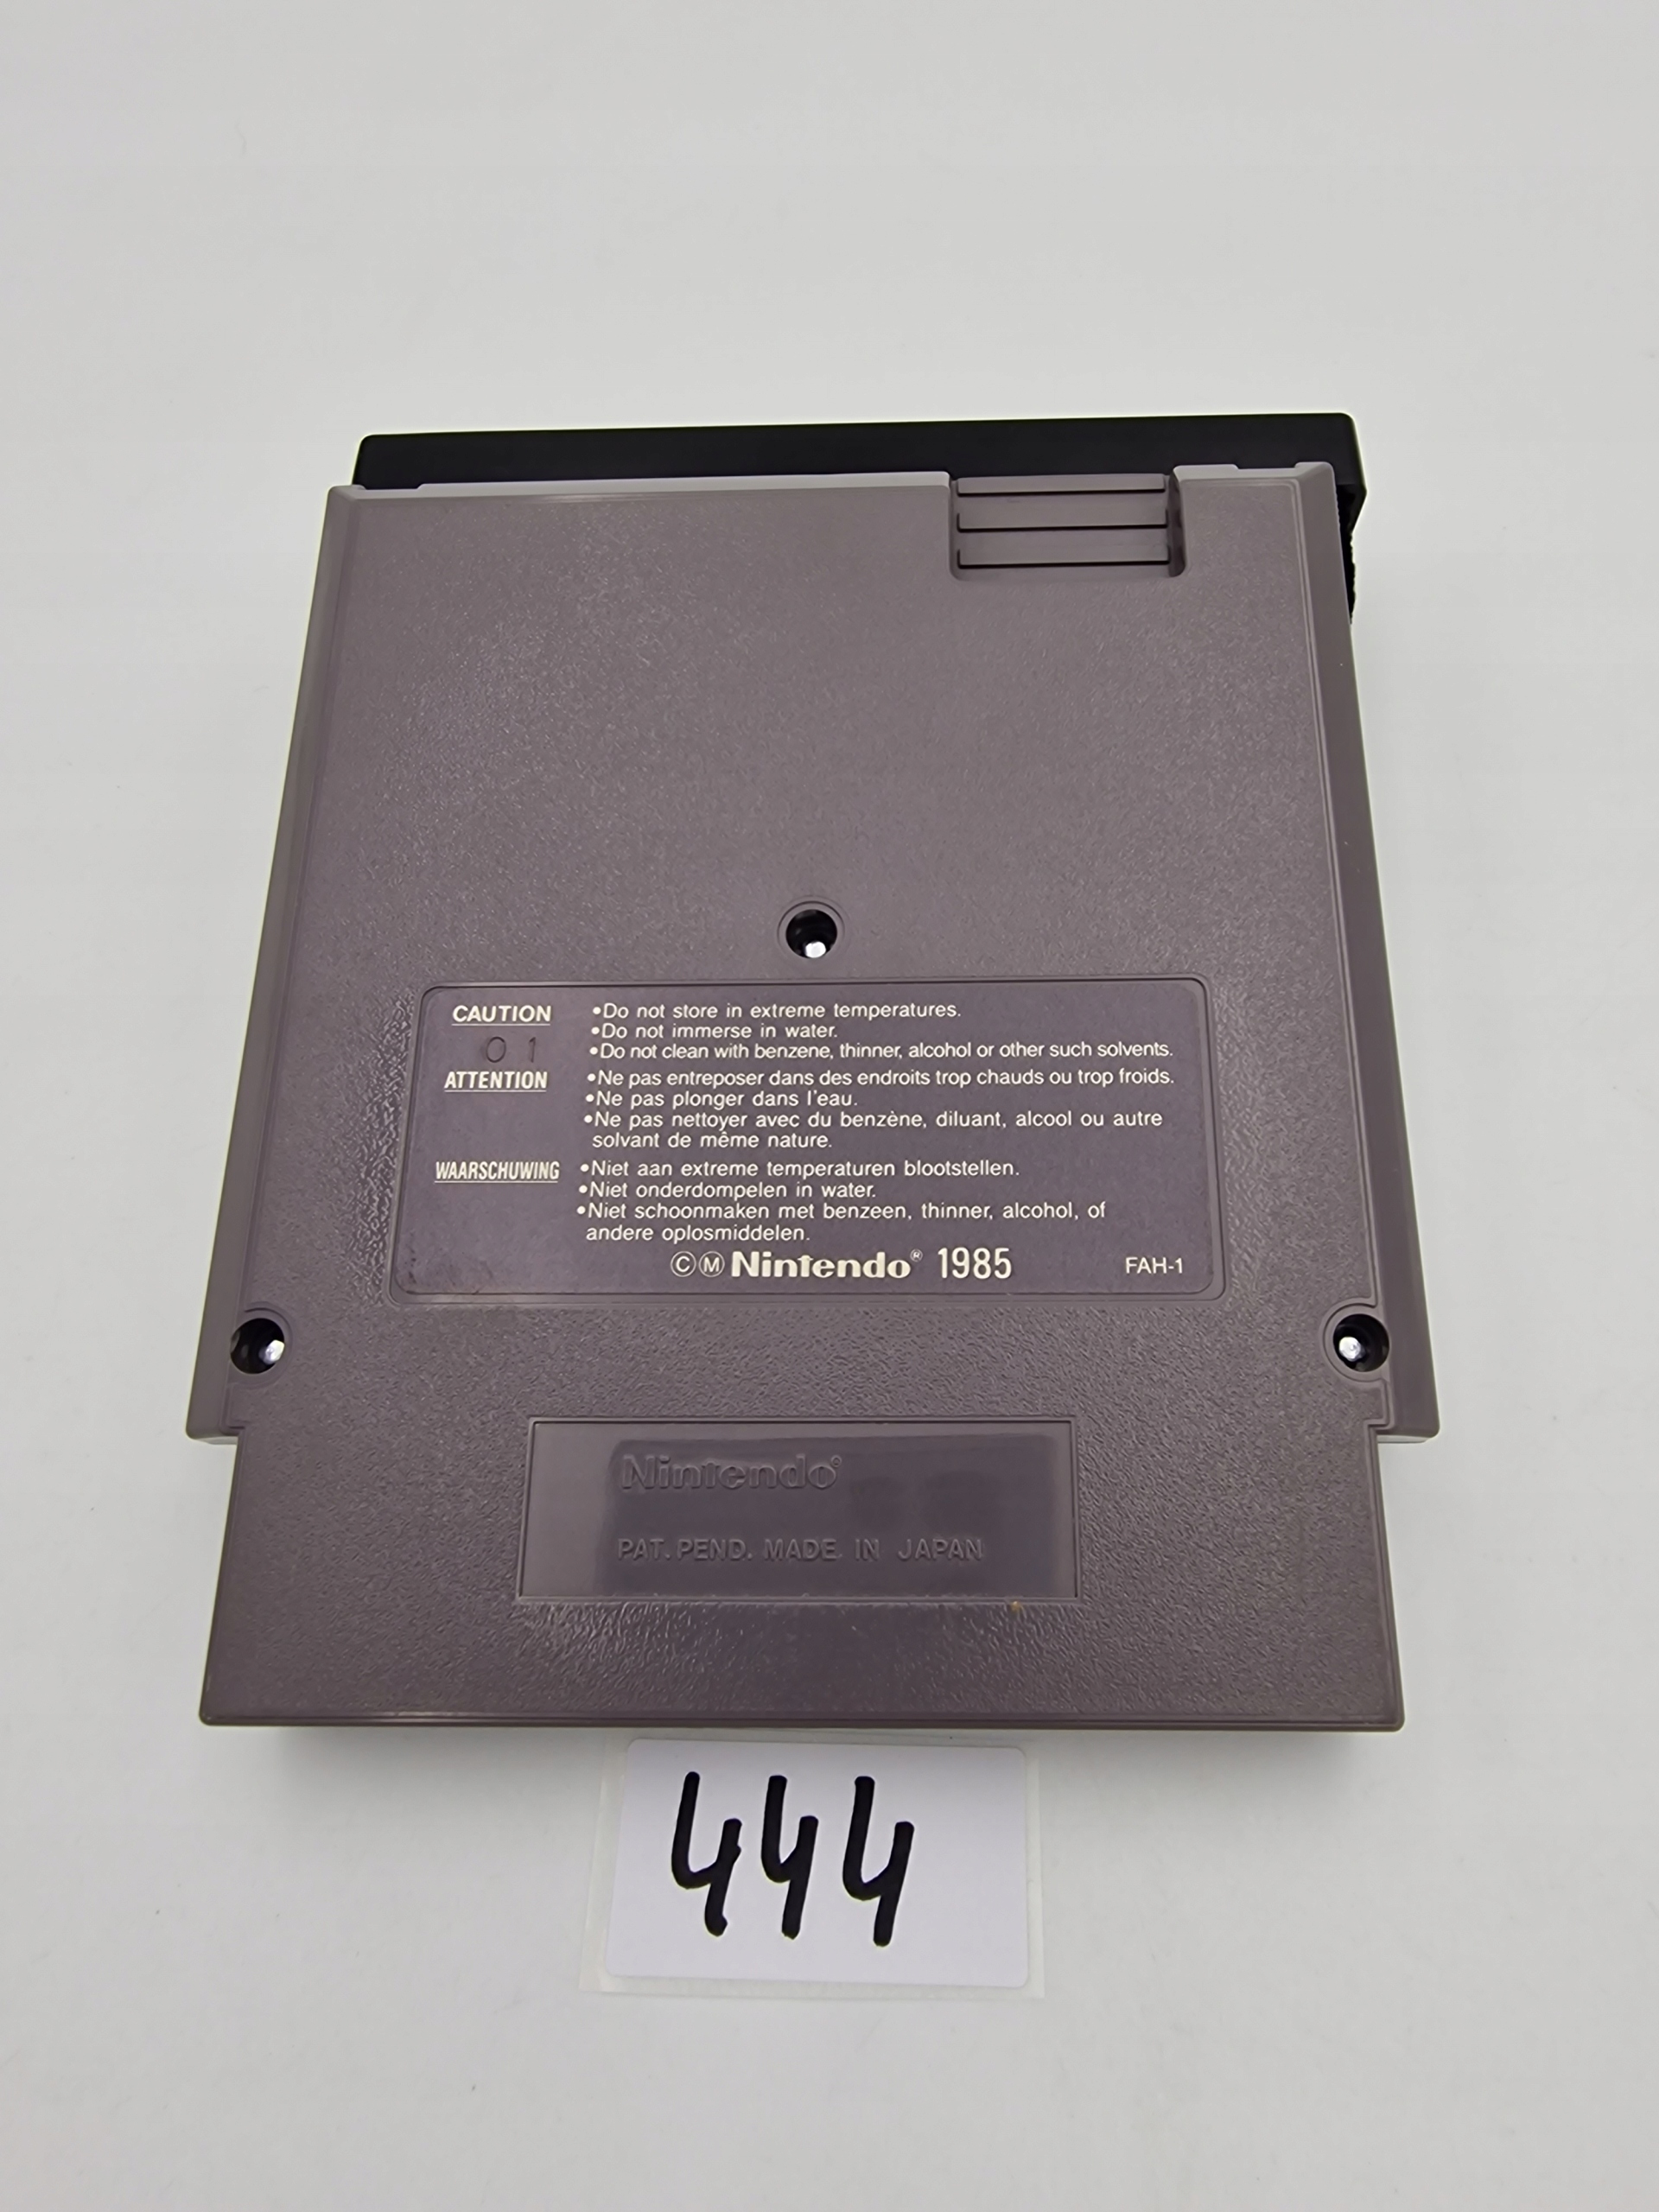 CAUTION •Do not store in extreme temperatures.
•Do not immerse in water.
01 •Do not clean with benzene, thinner, alcohol or other such solvents.
ATTENTION •Ne pas entreposer dans des endroits trop chauds ou trop froids.
•Ne pas plonger dans l'eau.
•Ne pas nettoyer avec du benzène, diluant, alcool ou autre
solvant de même nature.
WAARSCHUWING •Niet aan extreme temperaturen blootstellen.
•Niet onderdompelen in water.
•Niet schoonmaken met benzeen, thinner, alcohol, of
andere oplosmiddelen.
ⒸⓂ Nintendo® 1985 FAH-1
Nintendo®
PAT. PEND. MADE IN JAPAN
444